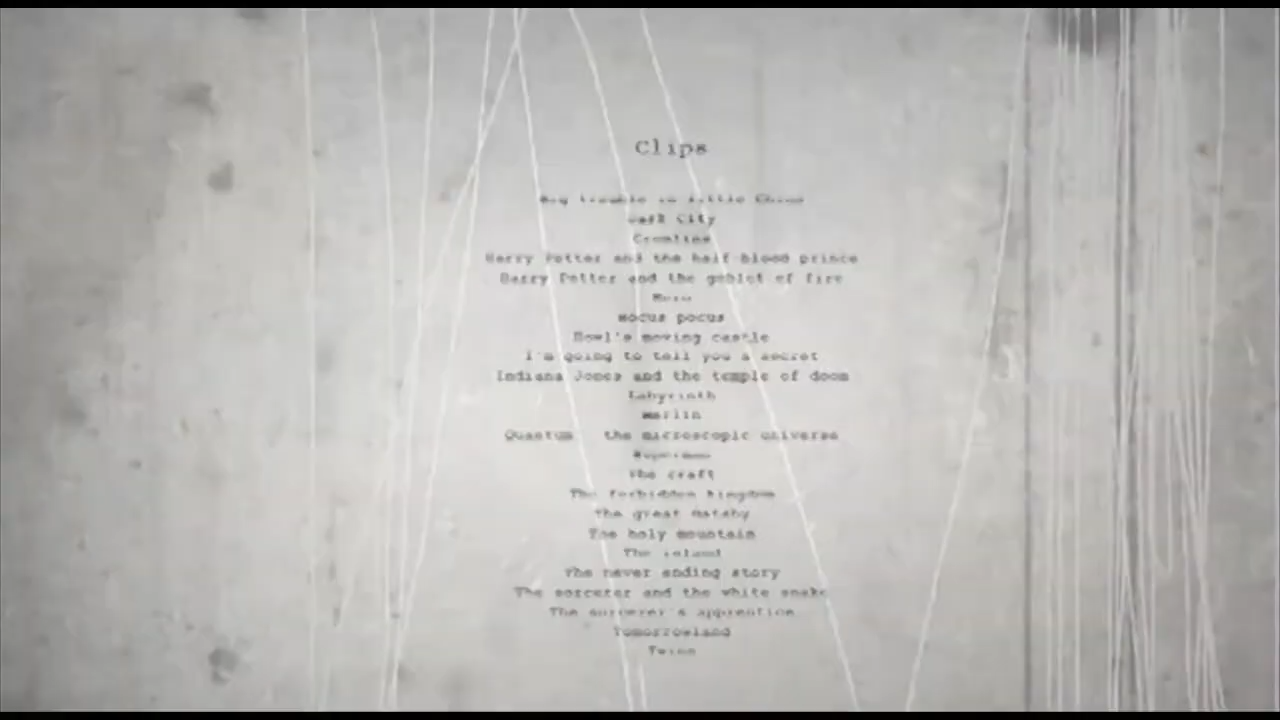 Clips
Big trouble in little China
Dark City
Harry Potter and the half blood prince
Harry Potter and the goblet of fire
Hocus pocus
Howl's moving castle
I'm going to tell you a secret
Indiana Jones and the temple of doom
Labyrinth
Merlin
Quantum the microscopic universe
The craft
The forbidden kingdom
The great Gatsby
The holy mountain
The island
The never ending story
The sorcerer and the white snake
The sorcerer's apprentice
Tomorrowland